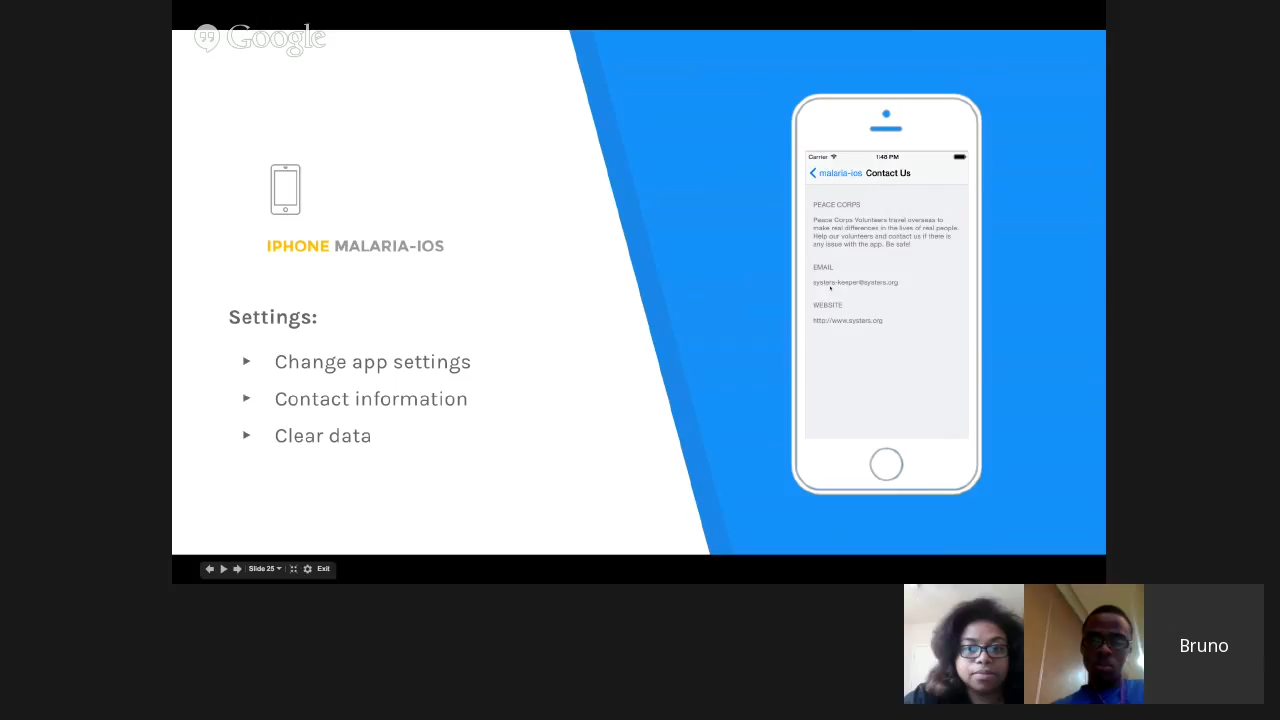 Google
IPHONE MALARIA-IOS
Settings:
Change app settings
Contact information
Clear data
Carrier 1:48 PM
malaria-ios Contact Us
PEACE CORPS
Peace Corps Volunteers travel overseas to
make real differences in the lives of real people.
Help our volunteers and contact us if there is
any issue with the app. Be safe!
EMAIL
systers-keeper@systers.org
WEBSITE
http://www.systers.org
Slide 25 Exit
Bruno